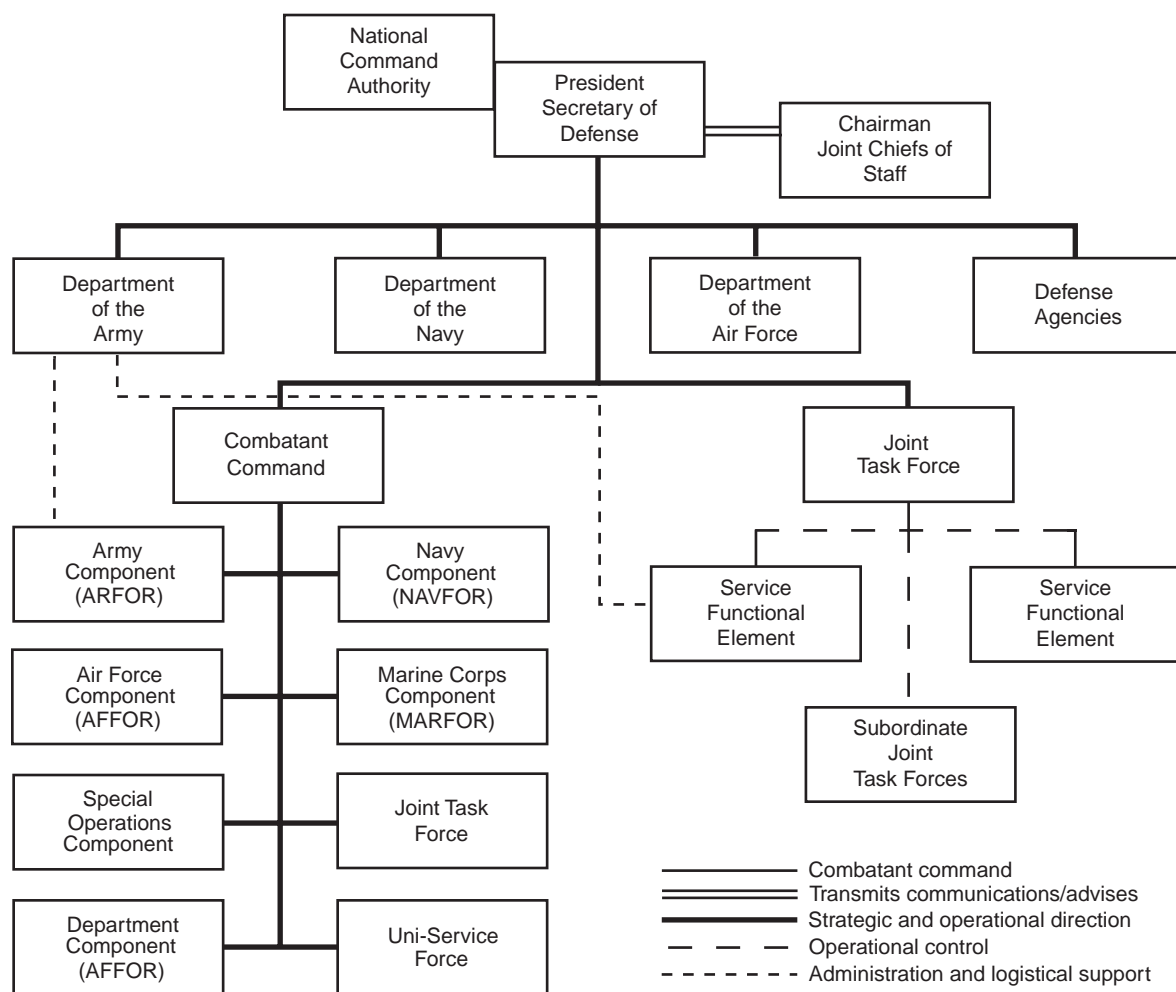 National
Command
Authority
President
Secretary of
Defense
Chairman
Joint Chiefs of
Staff
Department
of the
Army
Department
of the
Navy
Department
of the
Air Force
Defense
Agencies
Combatant
Command
Joint
Task Force
Army
Component
(ARFOR)
Navy
Component
(NAVFOR)
Service
Functional
Element
Service
Functional
Element
Air Force
Component
(AFFOR)
Marine Corps
Component
(MARFOR)
Subordinate
Joint
Task Forces
Special
Operations
Component
Joint Task
Force
Department
Component
(AFFOR)
Uni-Service
Force
Combatant command
Transmits communications/advises
Strategic and operational direction
Operational control
Administration and logistical support